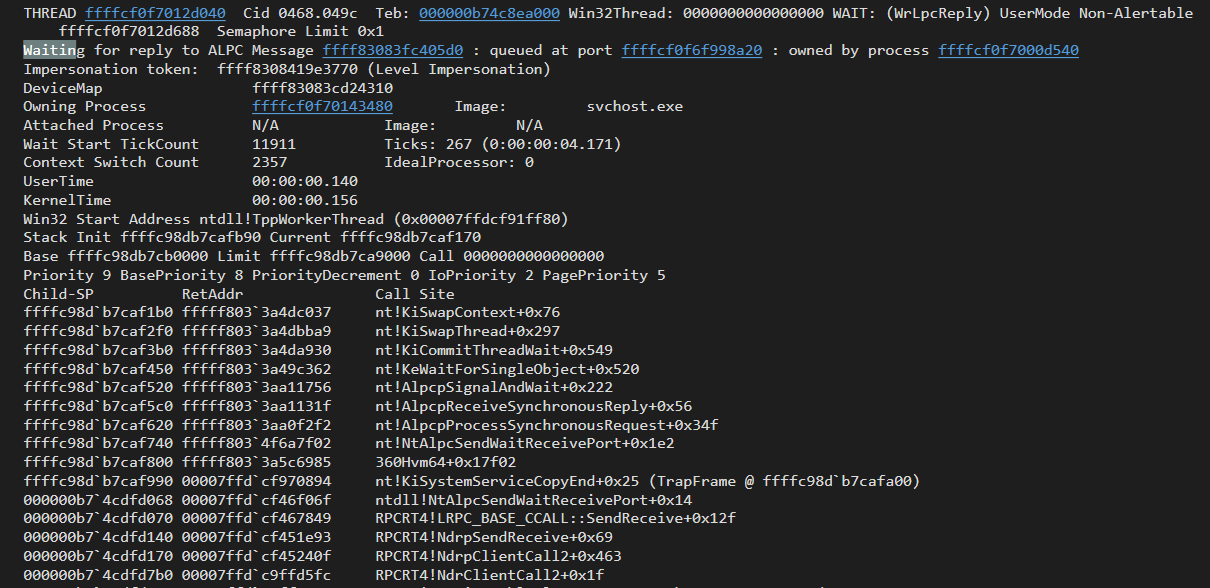 THREAD ffffcf0f7012d040 Cid 0468.049c Teb: 000000b74c8ea000 Win32Thread: 0000000000000000 WAIT: (WrLpcReply) UserMode Non-Alertable
ffffcf0f7012d688 Semaphore Limit 0x1
Waiting for reply to ALPC Message ffff83083fc405d0 : queued at port ffffcf0f6f998a20 : owned by process ffffcf0f7000d540
Impersonation token: ffff8308419e3770 (Level Impersonation)
DeviceMap ffff83083cd24310
Owning Process ffffcf0f70143480 Image: svchost.exe
Attached Process N/A Image: N/A
Wait Start TickCount 11911 Ticks: 267 (0:00:00:04.171)
Context Switch Count 2357 IdealProcessor: 0
UserTime 00:00:00.140
KernelTime 00:00:00.156
Win32 Start Address ntdll!TppWorkerThread (0x00007ffdcf91ff80)
Stack Init ffffc98db7cafb90 Current ffffc98db7caf170
Base ffffc98db7cb0000 Limit ffffc98db7ca9000 Call 0000000000000000
Priority 9 BasePriority 8 PriorityDecrement 0 IoPriority 2 PagePriority 5
Child-SP RetAddr Call Site
ffffc98d`b7caf1b0 fffff803`3a4dc037 nt!KiSwapContext+0x76
ffffc98d`b7caf2f0 fffff803`3a4dbba9 nt!KiSwapThread+0x297
ffffc98d`b7caf3b0 fffff803`3a4da930 nt!KiCommitThreadWait+0x549
ffffc98d`b7caf450 fffff803`3a49c362 nt!KeWaitForSingleObject+0x520
ffffc98d`b7caf520 fffff803`3aa11756 nt!AlpcpSignalAndWait+0x222
ffffc98d`b7caf5c0 fffff803`3aa1131f nt!AlpcpReceiveSynchronousReply+0x56
ffffc98d`b7caf620 fffff803`3aa0f2f2 nt!AlpcpProcessSynchronousRequest+0x34f
ffffc98d`b7caf740 fffff803`4f6a7f02 nt!NtAlpcSendWaitReceivePort+0x1e2
ffffc98d`b7caf800 fffff803`3a5c6985 360Hvm64+0x17f02
ffffc98d`b7caf990 00007ffd`cf970894 nt!KiSystemServiceCopyEnd+0x25 (TrapFrame @ ffffc98d`b7cafa00)
000000b7`4cdfd068 00007ffd`cf46f06f ntdll!NtAlpcSendWaitReceivePort+0x14
000000b7`4cdfd070 00007ffd`cf467849 RPCRT4!LRPC_BASE_CCALL::SendReceive+0x12f
000000b7`4cdfd140 00007ffd`cf451e93 RPCRT4!NdrpSendReceive+0x69
000000b7`4cdfd170 00007ffd`cf45240f RPCRT4!NdrpClientCall2+0x463
000000b7`4cdfd7b0 00007ffd`c9ffd5fc RPCRT4!NdrClientCall2+0x1f